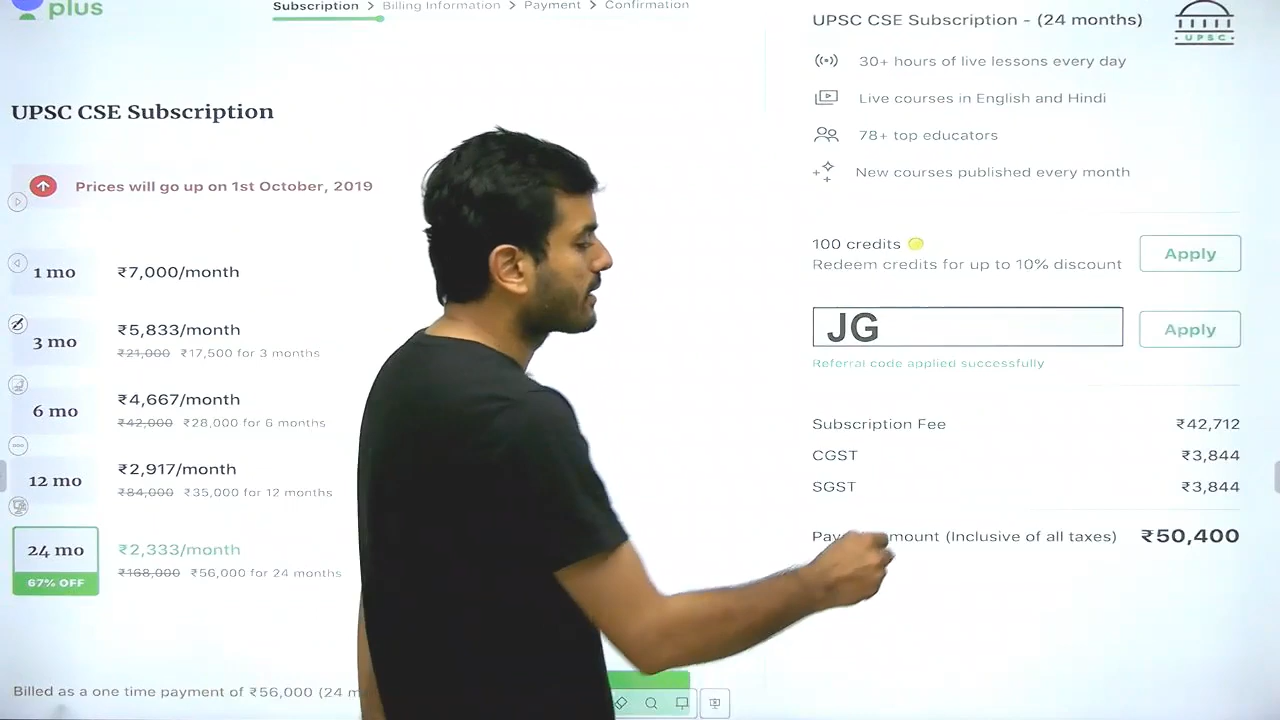 plus
Subscription > Billing Information > Payment > Confirmation
UPSC CSE Subscription
Prices will go up on 1st October, 2019
1 mo ₹7,000/month
3 mo ₹5,833/month
₹21,000 ₹17,500 for 3 months
6 mo ₹4,667/month
₹42,000 ₹28,000 for 6 months
12 mo ₹2,917/month
₹84,000 ₹35,000 for 12 months
24 mo ₹2,333/month
67% OFF ₹168,000 ₹56,000 for 24 months
Billed as a one time payment of ₹56,000 (24 m
UPSC CSE Subscription - (24 months)
UPSC
30+ hours of live lessons every day
Live courses in English and Hindi
78+ top educators
New courses published every month
100 credits
Redeem credits for up to 10% discount
Apply
JG
Apply
Referral code applied successfully
Subscription Fee ₹42,712
CGST ₹3,844
SGST ₹3,844
mount (Inclusive of all taxes) ₹50,400